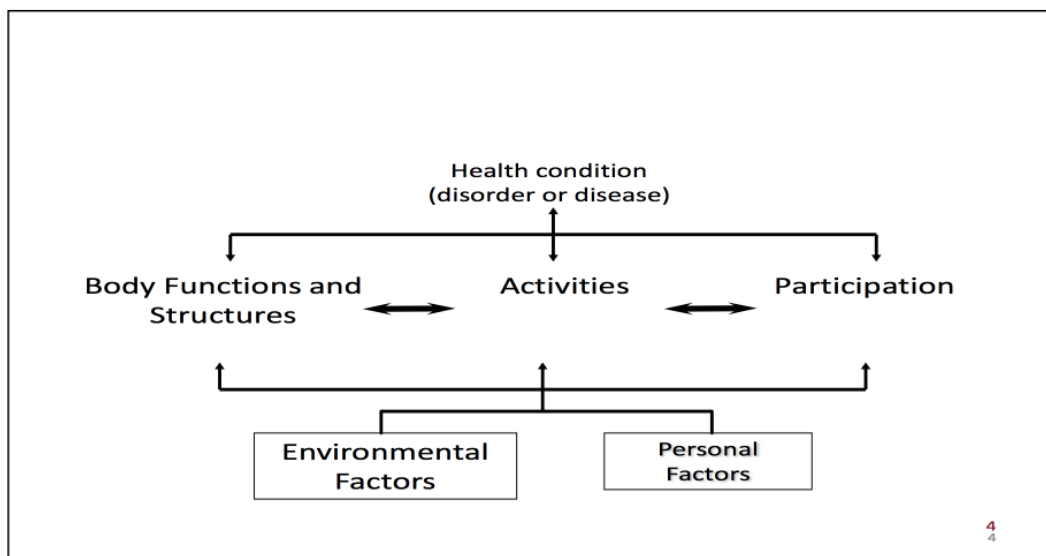 Health condition
(disorder or disease)
Body Functions and
Structures
Activities
Participation
Environmental
Factors
Personal
Factors
4
4